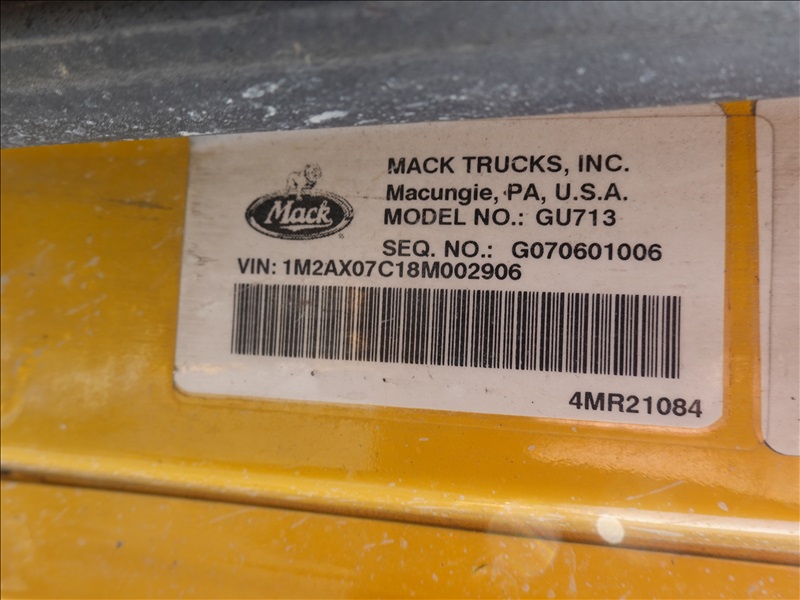 Mack
MACK TRUCKS, INC.
Macungie, PA, U.S.A.
MODEL NO.: GU713
SEQ. NO.: G070601006
VIN: 1M2AX07C18M002906
4MR21084